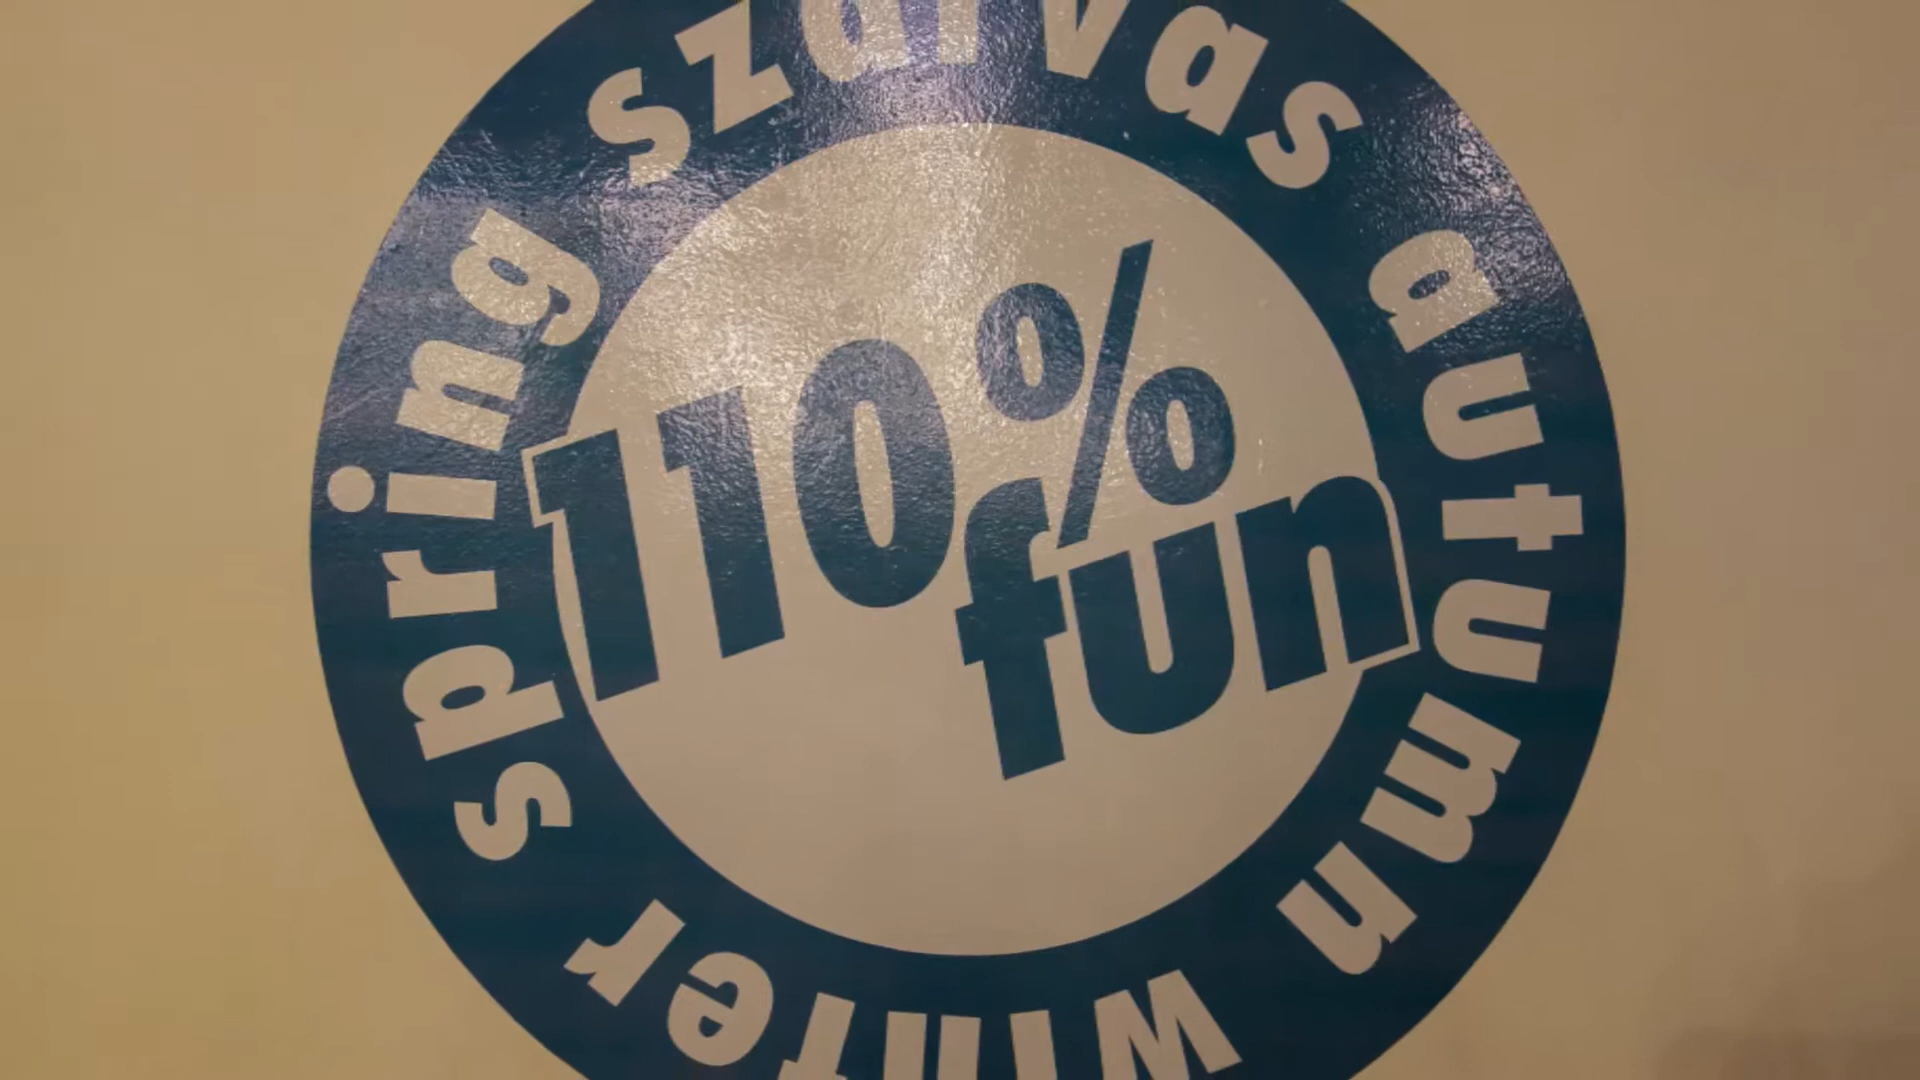 szarvas
autumn
winter
spring
110%
fun